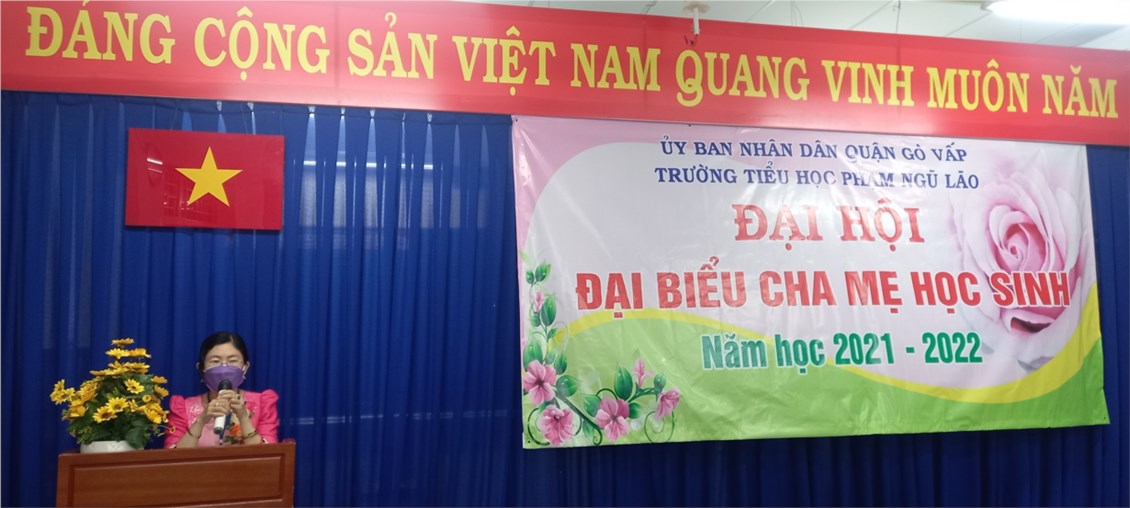 ĐẢNG CỘNG SẢN VIỆT NAM QUANG VINH MUÔN NĂM
ỦY BAN NHÂN DÂN QUẬN GÒ VẤP
TRƯỜNG TIỂU HỌC PHẠM NGŨ LÃO
ĐẠI HỘI
ĐẠI BIỂU CHA MẸ HỌC SINH
Năm học 2021 - 2022